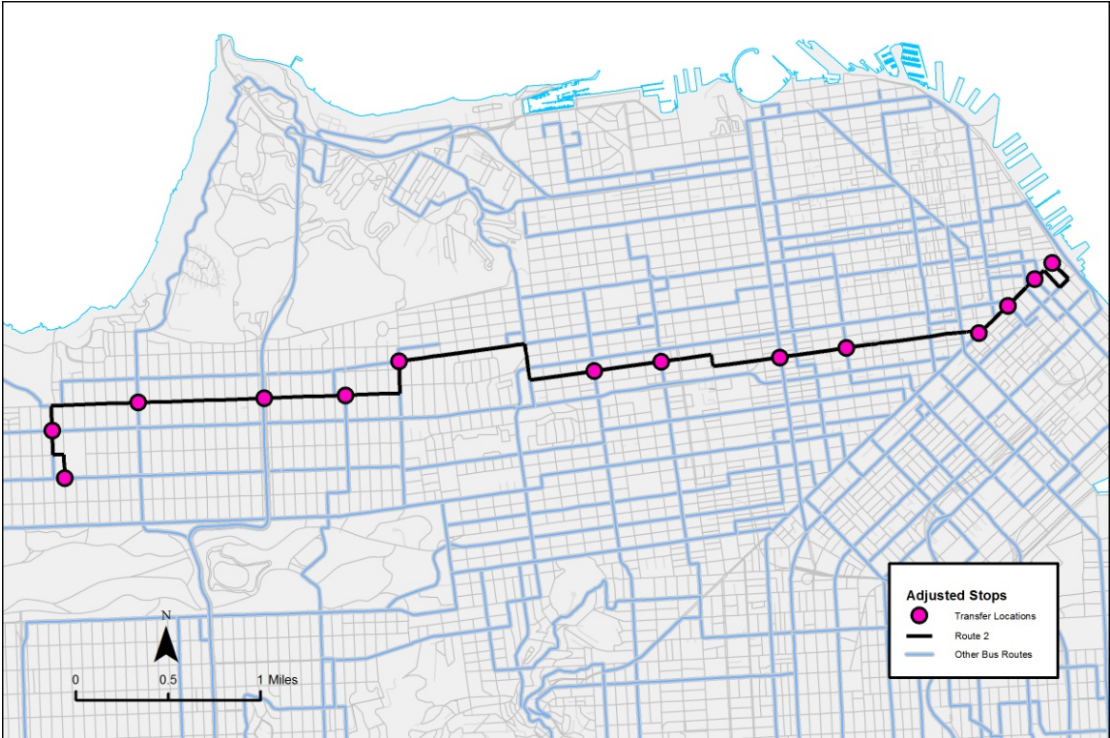 Adjusted Stops
Transfer Locations
Route 2
Other Bus Routes
N
0 0.5 1 Miles